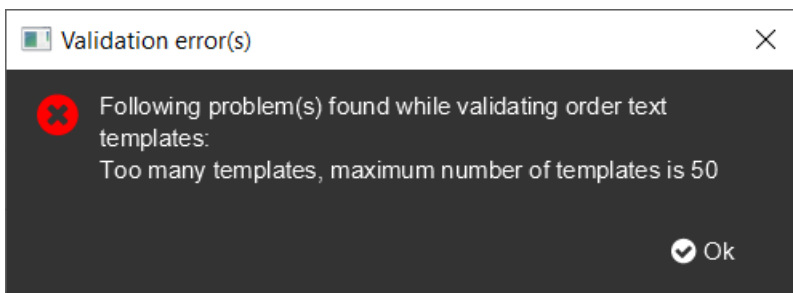 Validation error(s)
Following problem(s) found while validating order text
templates:
Too many templates, maximum number of templates is 50
Ok